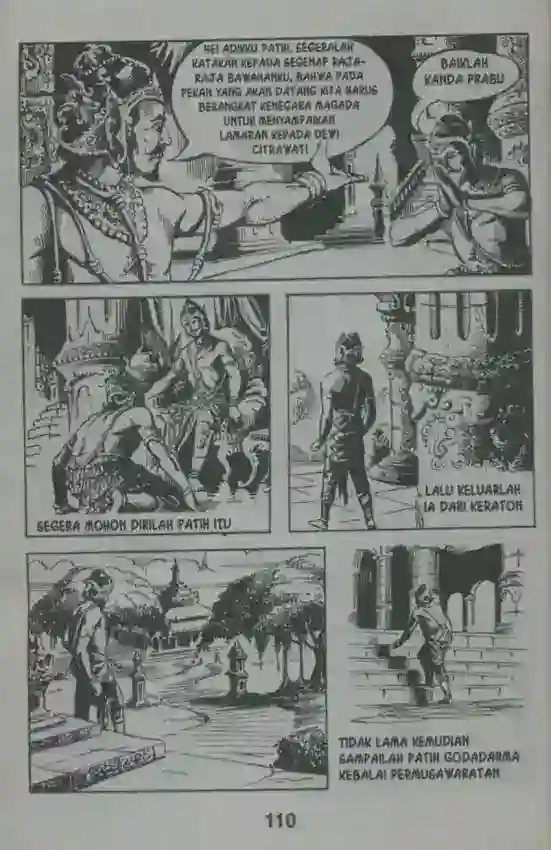 HEI ADIKKU PATIH, SEGERALAH
KATAKAN KEPADA SEGENAP RAJA-
RAJA BAWAHANKU, BAHWA PADA
PEKAN YANG AKAN DATANG KITA HARUS
BERANGKAT KENEGARA MAGADA
UNTUK MENYAMPAIKAN
LAMARAN KEPADA DEWI
CITRAWATI
BAIKLAH
KANDA PRABU
SEGERA MOHON DIRILAH PATIH ITU
LALU KELUARLAH
IA DARI KERATON
TIDAK LAMA KEMUDIAN
SAMPAILAH PATIH GODADARMA
KEBALAI PERMUSAWARATAN
110